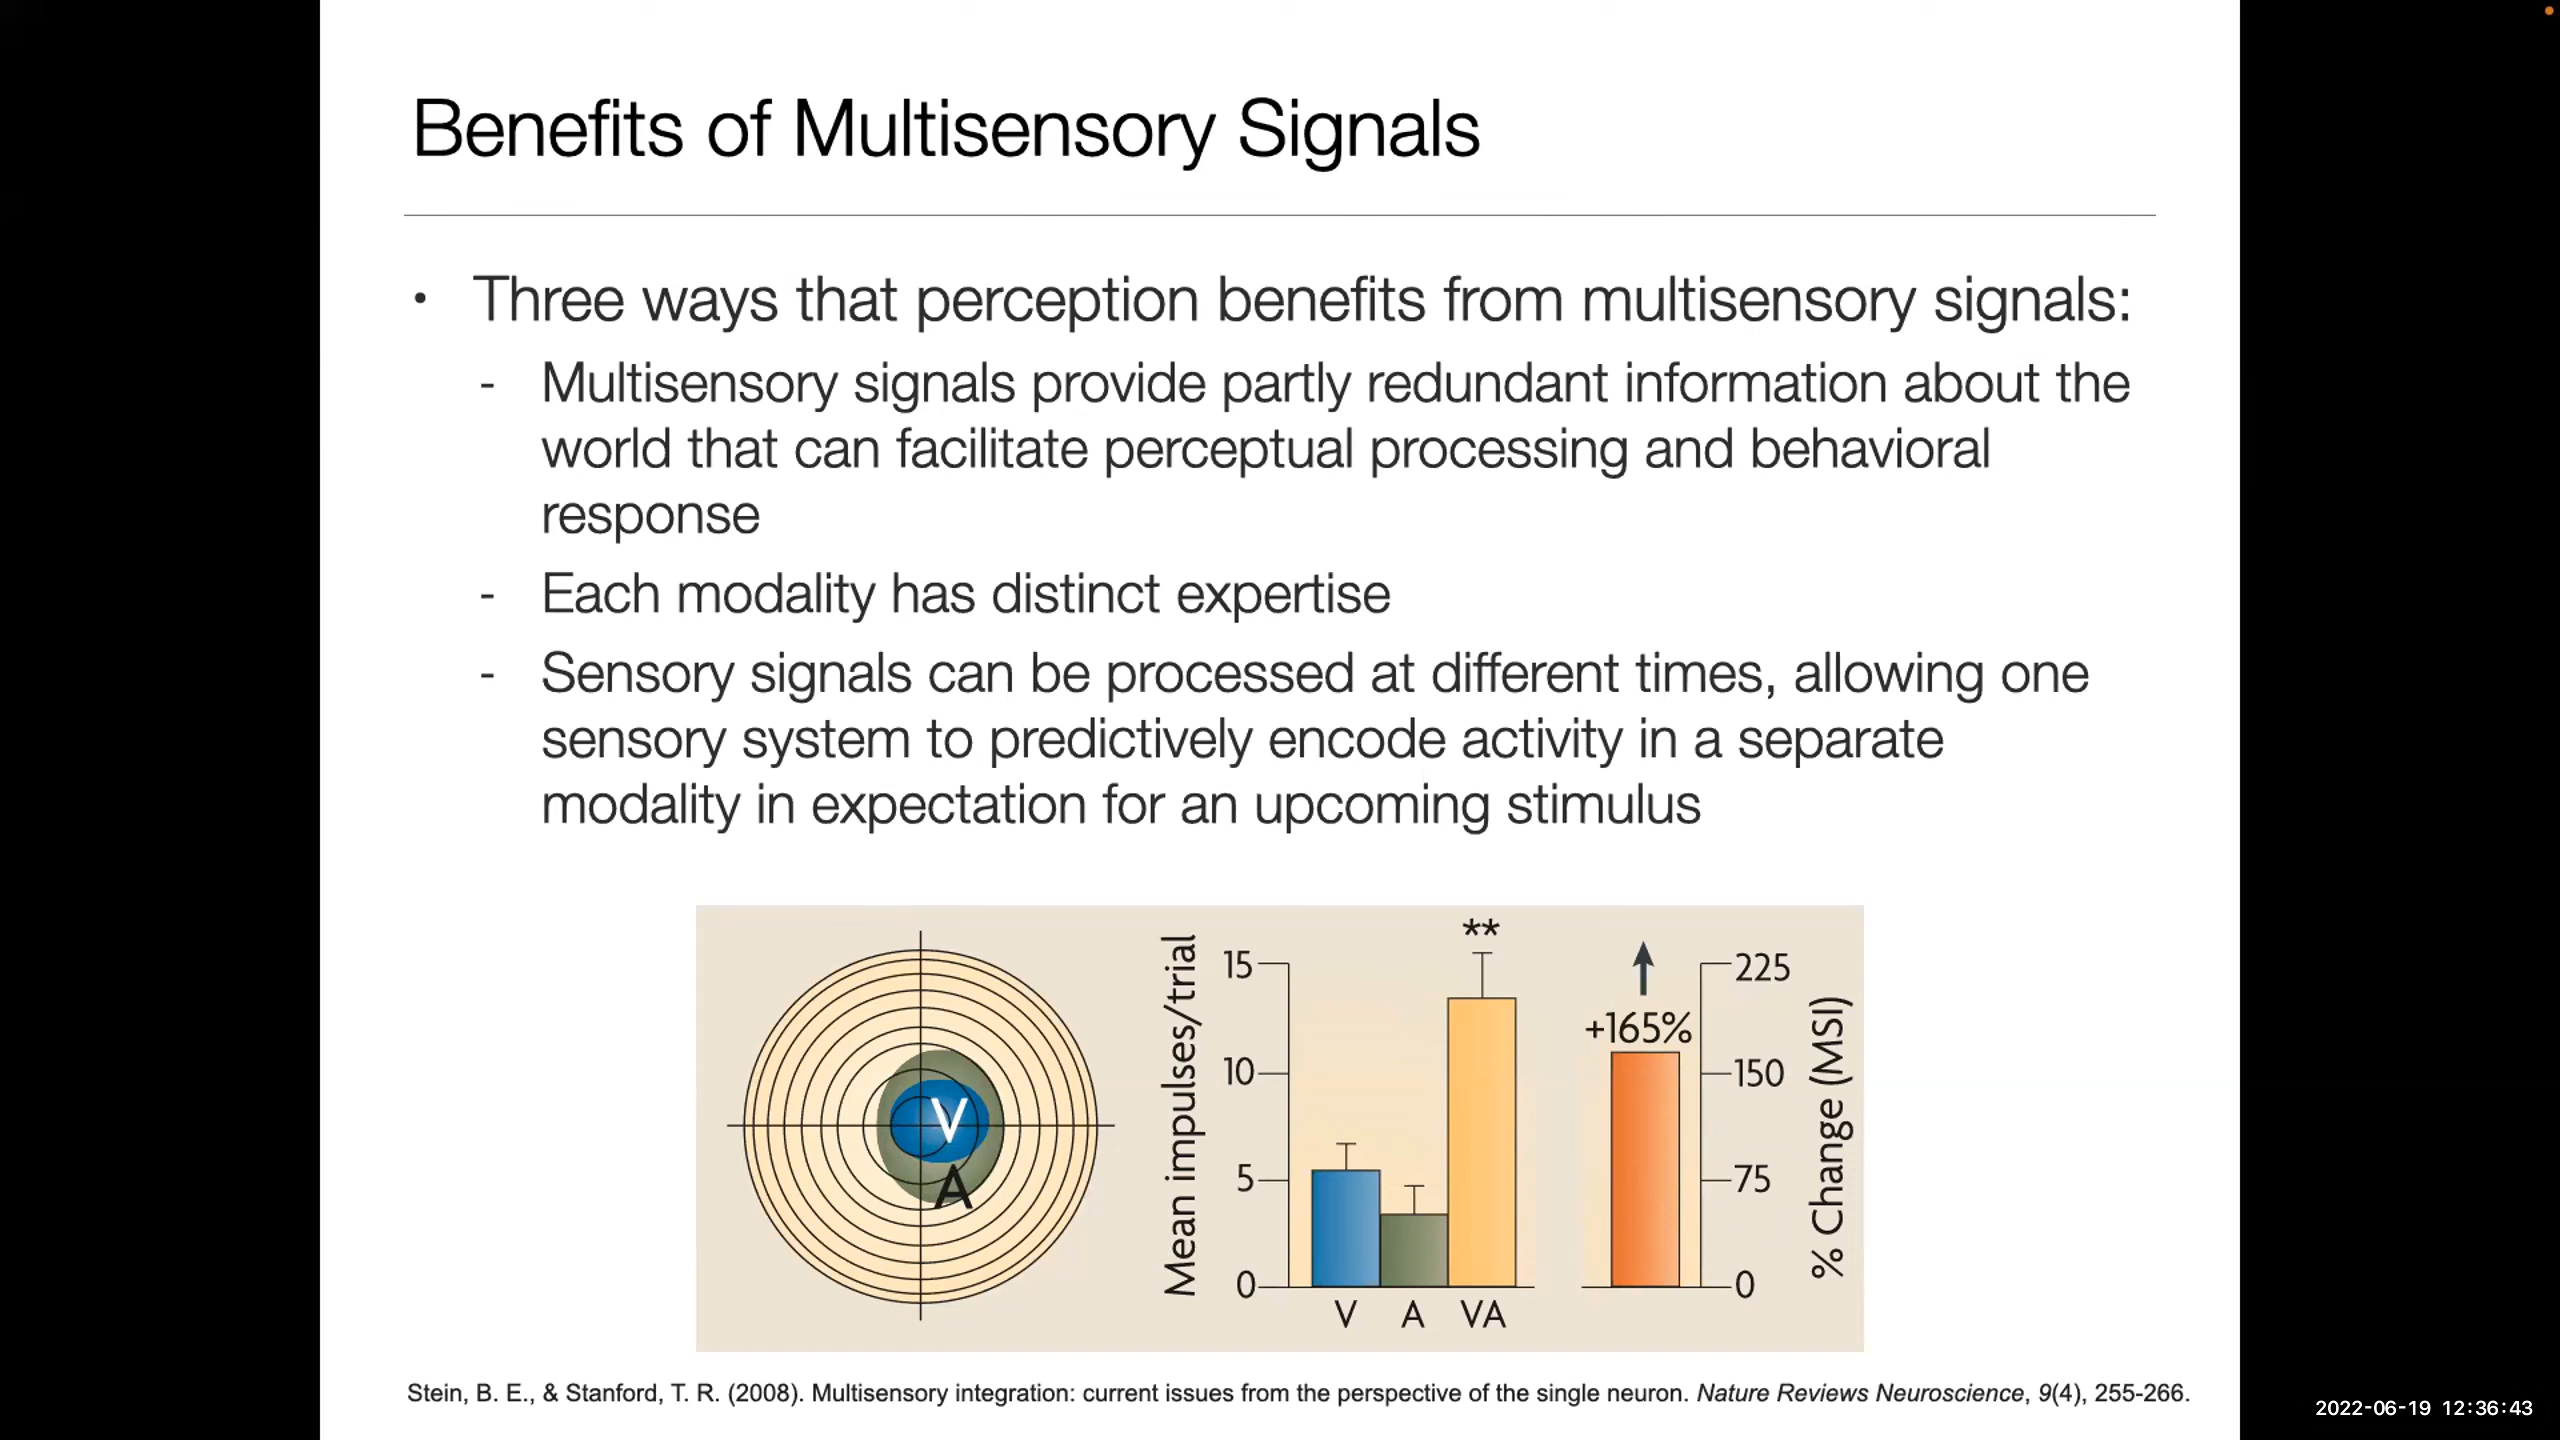 Benefits of Multisensory Signals
• Three ways that perception benefits from multisensory signals:
- Multisensory signals provide partly redundant information about the
world that can facilitate perceptual processing and behavioral
response
- Each modality has distinct expertise
- Sensory signals can be processed at different times, allowing one
sensory system to predictively encode activity in a separate
modality in expectation for an upcoming stimulus
V
A
Mean impulses/trial
15
10
5
0
**
V A VA
+165%
225
150
75
0
% Change (MSI)
Stein, B. E., & Stanford, T. R. (2008). Multisensory integration: current issues from the perspective of the single neuron. Nature Reviews Neuroscience, 9(4), 255-266.
2022-06-19 12:36:43